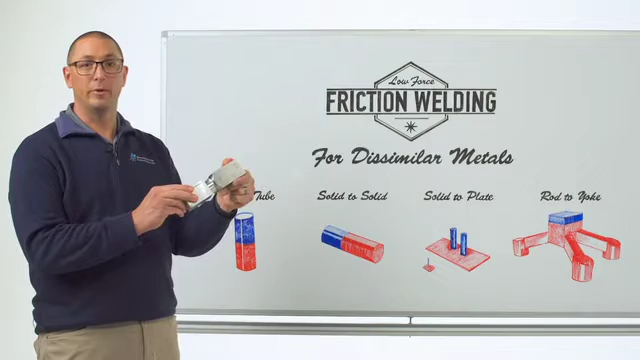 Low Force
FRICTION WELDING
For Dissimilar Metals
Tube
Solid to Solid
Solid to Plate
Rod to Yoke